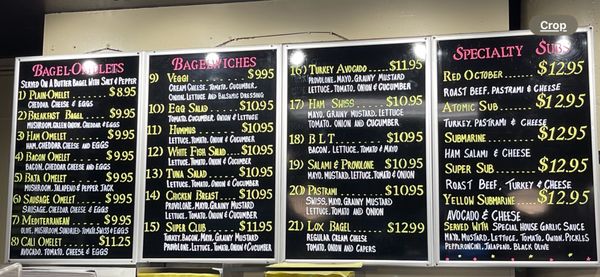 Crop
BAGEL-OMLETS
SERVED ON A BUTTER BAGEL WITH SALT & PEPPER
1) PLAIN-OMELET $8.95
CHEDDAR CHEESE & EGGS
2) BREAKFAST BAGEL $9.95
MUSHROOM, GREEN ONION, CHEDDAR & EGGS
3) HAM OMELET $9.95
HAM, CHEDDAR CHEESE AND EGGS
4) BACON OMELET $9.95
BACON, CHEDDAR CHEESE & EGGS
5) BAJA OMLET $9.95
MUSHROOM, JALAPENO & PEPPER JACK
6) SAUSAGE OMELET $9.95
SAUSAGE, CHEDDAR CHEESE & EGGS
7) MEDITERRANEAN $9.95
OLIVE, MUSHROOM, SUNDRIED-TOMATO, SWISS & EGGS
8) CALI OMELET $11.25
AVOCADO, TOMATO, CHEDDAR CHEESE & EGGS
BAGELWICHES
9) VEGGI $9.95
CREAM CHEESE, TOMATO, CUCUMBER
ONION, LETTUCE AND BALSAMIC DRESSING
10) EGG SALAD $10.95
TOMATO, CUCUMBER, ONION & LETTUCE
11) HUMMUS $10.95
LETTUCE, TOMATO, ONION & CUCUMBER
12) WHITE FISH SALAD $10.95
LETTUCE, TOMATO, ONION & CUCUMBER
13) TUNA SALAD $10.95
LETTUCE, TOMATO, ONION & CUCUMBER
14) CHICKEN BREAST $10.95
PROVOLONE, MAYO, GRAINY MUSTARD
LETTUCE, TOMATO, ONION & CUCUMBER
15) SUPER CLUB $11.95
TURKEY, BACON, MAYO, GRAINY MUSTARD
PROVOLONE, LETTUCE, TOMATO, ONION & CUCUMBER
16) TURKEY AVOCADO $11.95
PROVOLONE, MAYO, GRAINY MUSTARD
LETTUCE, TOMATO, ONION & CUCUMBER
17) HAM SWISS $10.95
MAYO, GRAINY MUSTARD, LETTUCE
TOMATO, ONION AND CUCUMBER
18) B.L.T. $10.95
BACON, LETTUCE, TOMATO & MAYO
19) SALAMI & PROVOLONE $10.95
MAYO, MUSTARD, LETTUCE, TOMATO & ONION
20) PASTRAMI $10.95
SWISS, MAYO, GRAINY MUSTARD
LETTUCE, TOMATO AND ONION
21) LOX BAGEL $12.99
REGULAR CREAM CHEESE
TOMATO, ONION AND CAPERS
SPECIALTY SUBS
RED OCTOBER $12.95
ROAST BEEF, PASTRAMI & CHEESE
ATOMIC SUB $12.95
TURKEY, PASTRAMI & CHEESE
SUBMARINE $12.95
HAM SALAMI & CHEESE
SUPER SUB $12.95
ROAST BEEF, TURKEY & CHEESE
YELLOW SUBMARINE $12.95
AVOCADO & CHEESE
SERVED WITH SPECIAL HOUSE GARLIC SAUCE
MAYO, MUSTARD, LETTUCE, TOMATO, ONION, PICKLES
PEPPERONCINI, JALAPENO, BLACK OLIVE